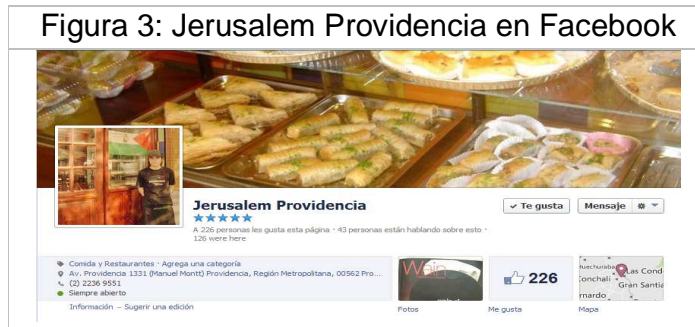 Figura 3: Jerusalem Providencia en Facebook
Jerusalem Providencia
Te gusta
Mensaje
A 226 personas les gusta esta página · 43 personas están hablando sobre esto ·
126 were here
Comida y Restaurantes · Agrega una categoría
Av. Providencia 1331 (Manuel Montt) Providencia, Región Metropolitana, 00562 Pro...
(2) 2236 9551
Siempre abierto
Información – Sugerir una edición
226
Huechuraba
Las Cond
Conchali
Gran Santia
rnardo
Fotos
Me gusta
Mapa